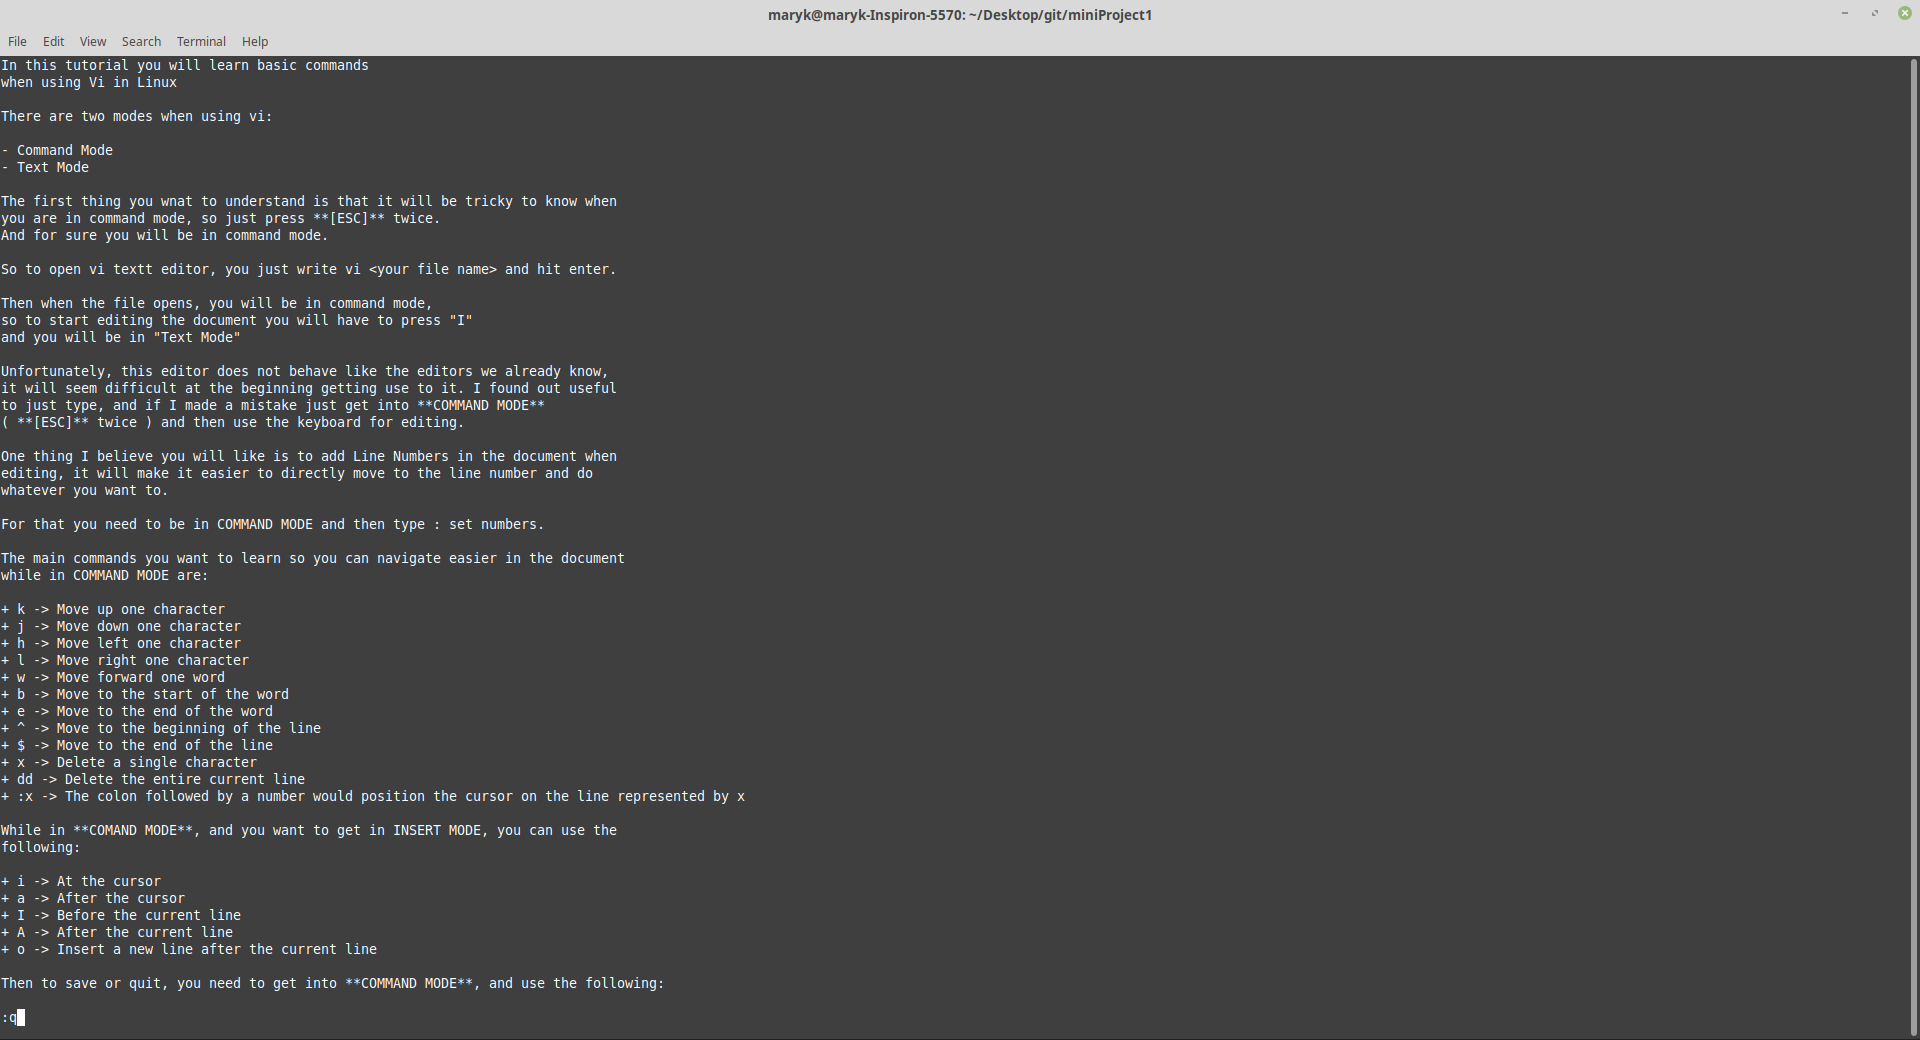 maryk@maryk-Inspiron-5570: ~/Desktop/git/miniProject1
File Edit View Search Terminal Help
In this tutorial you will learn basic commands
when using Vi in Linux
There are two modes when using vi:
- Command Mode
- Text Mode
The first thing you wnat to understand is that it will be tricky to know when
you are in command mode, so just press **[ESC]** twice.
And for sure you will be in command mode.
So to open vi textt editor, you just write vi <your file name> and hit enter.
Then when the file opens, you will be in command mode,
so to start editing the document you will have to press "I"
and you will be in "Text Mode"
Unfortunately, this editor does not behave like the editors we already know,
it will seem difficult at the beginning getting use to it. I found out useful
to just type, and if I made a mistake just get into **COMMAND MODE**
( **[ESC]** twice ) and then use the keyboard for editing.
One thing I believe you will like is to add Line Numbers in the document when
editing, it will make it easier to directly move to the line number and do
whatever you want to.
For that you need to be in COMMAND MODE and then type : set numbers.
The main commands you want to learn so you can navigate easier in the document
while in COMMAND MODE are:
+ k -> Move up one character
+ j -> Move down one character
+ h -> Move left one character
+ l -> Move right one character
+ w -> Move forward one word
+ b -> Move to the start of the word
+ e -> Move to the end of the word
+ ^ -> Move to the beginning of the line
+ $ -> Move to the end of the line
+ x -> Delete a single character
+ dd -> Delete the entire current line
+ :x -> The colon followed by a number would position the cursor on the line represented by x
While in **COMAND MODE**, and you want to get in INSERT MODE, you can use the
following:
+ i -> At the cursor
+ a -> After the cursor
+ I -> Before the current line
+ A -> After the current line
+ o -> Insert a new line after the current line
Then to save or quit, you need to get into **COMMAND MODE**, and use the following:
:q